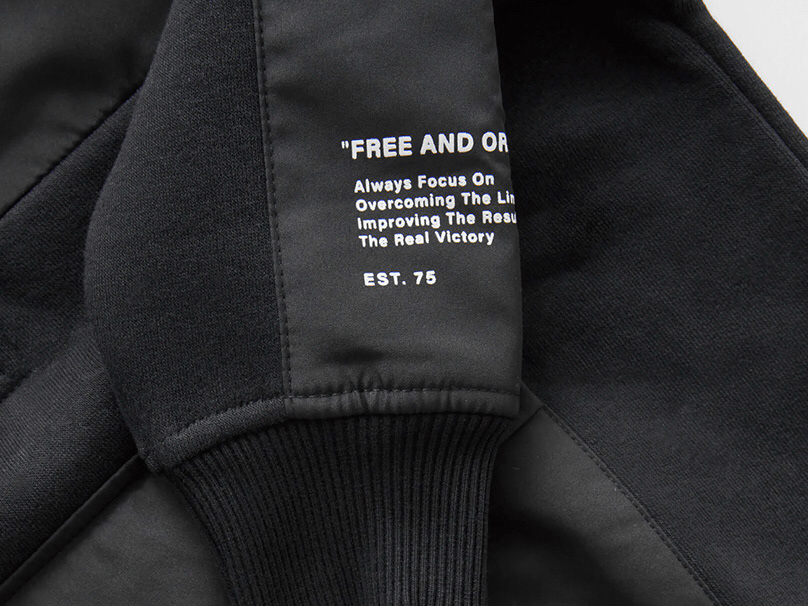 "FREE AND OR
Always Focus On
Overcoming The Lin
Improving The Resu
The Real Victory
EST. 75